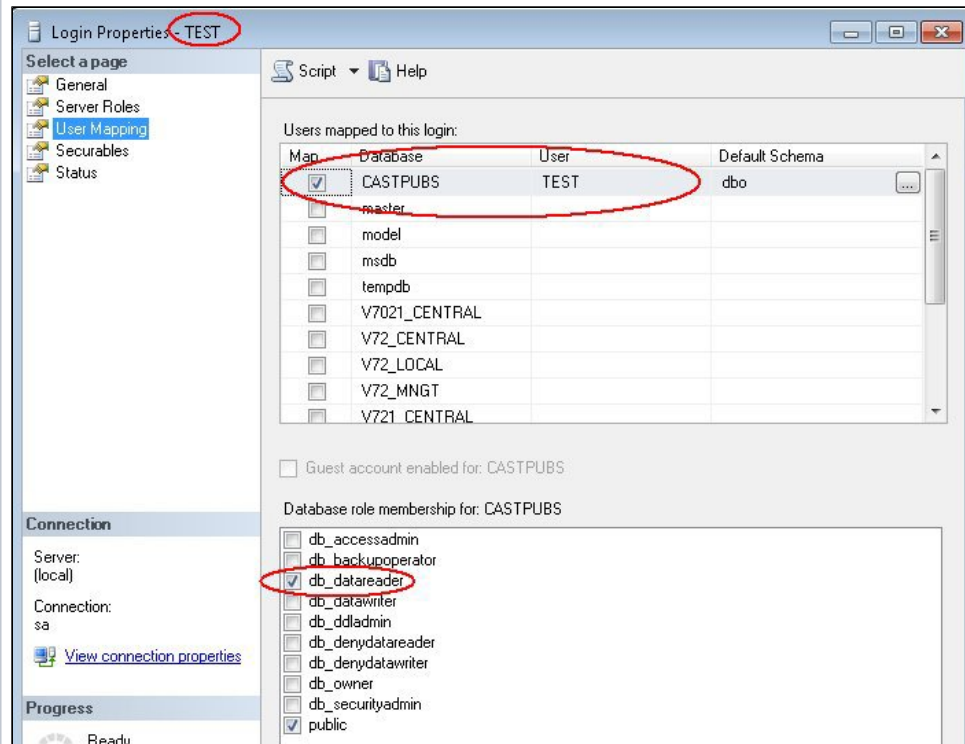 Login Properties - TEST
Select a page
General
Server Roles
User Mapping
Securables
Status
Script Help
Users mapped to this login:
Map Database User Default Schema
CASTPUBS TEST dbo ...
master
model
msdb
tempdb
V7021_CENTRAL
V72_CENTRAL
V72_LOCAL
V72_MNGT
V721_CENTRAL
Guest account enabled for: CASTPUBS
Database role membership for: CASTPUBS
db_accessadmin
db_backupoperator
db_datareader
db_datawriter
db_ddladmin
db_denydatareader
db_denydatawriter
db_owner
db_securityadmin
public
Connection
Server:
(local)
Connection:
sa
View connection properties
Progress
Ready